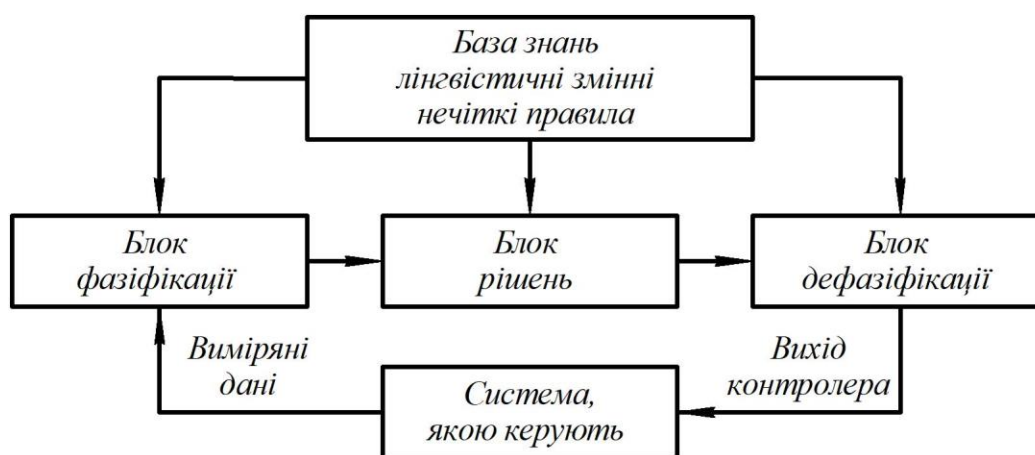 База знань
лінгвістичні змінні
нечіткі правила
Блок
фазіфікації
Блок
рішень
Блок
дефазіфікації
Виміряні
дані
Вихід
контролера
Система,
якою керують